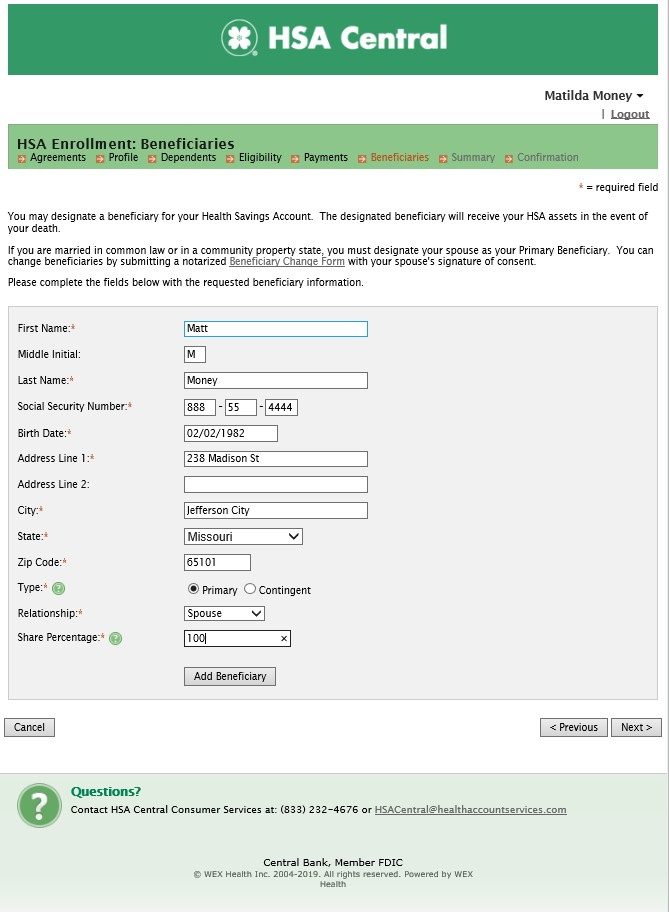 HSA Central
Matilda Money
| Logout
HSA Enrollment: Beneficiaries
Agreements Profile Dependents Eligibility Payments Beneficiaries Summary Confirmation
* = required field
You may designate a beneficiary for your Health Savings Account. The designated beneficiary will receive your HSA assets in the event of
your death.
If you are married in common law or in a community property state, you must designate your spouse as your Primary Beneficiary. You can
change beneficiaries by submitting a notarized Beneficiary Change Form with your spouse's signature of consent.
Please complete the fields below with the requested beneficiary information.
First Name:* Matt
Middle Initial: M
Last Name:* Money
Social Security Number:* 888 - 55 - 4444
Birth Date:* 02/02/1982
Address Line 1:* 238 Madison St
Address Line 2:
City:* Jefferson City
State:* Missouri
Zip Code:* 65101
Type:* ? Primary Contingent
Relationship:* Spouse
Share Percentage:* ? 100 ×
Add Beneficiary
Cancel < Previous Next >
? Questions?
Contact HSA Central Consumer Services at: (833) 232-4676 or HSACentral@healthaccountservices.com
Central Bank, Member FDIC
© WEX Health Inc. 2004-2019. All rights reserved. Powered by WEX
Health